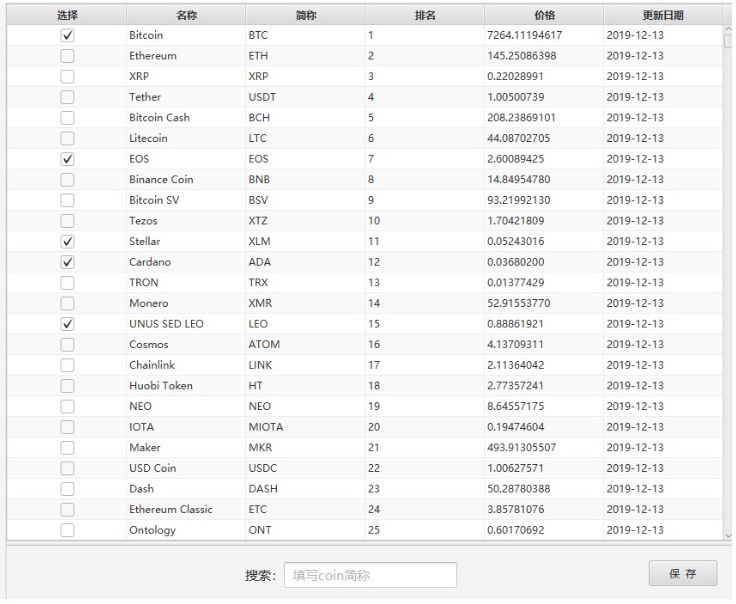 选择 名称 简称 排名 价格 更新日期
Bitcoin BTC 1 7264.11194617 2019-12-13
Ethereum ETH 2 145.25086398 2019-12-13
XRP XRP 3 0.22028991 2019-12-13
Tether USDT 4 1.00500739 2019-12-13
Bitcoin Cash BCH 5 208.23869101 2019-12-13
Litecoin LTC 6 44.08702705 2019-12-13
EOS EOS 7 2.60089425 2019-12-13
Binance Coin BNB 8 14.84954780 2019-12-13
Bitcoin SV BSV 9 93.21992130 2019-12-13
Tezos XTZ 10 1.70421809 2019-12-13
Stellar XLM 11 0.05243016 2019-12-13
Cardano ADA 12 0.03680200 2019-12-13
TRON TRX 13 0.01377429 2019-12-13
Monero XMR 14 52.91553770 2019-12-13
UNUS SED LEO LEO 15 0.88861921 2019-12-13
Cosmos ATOM 16 4.13709311 2019-12-13
Chainlink LINK 17 2.11364042 2019-12-13
Huobi Token HT 18 2.77357241 2019-12-13
NEO NEO 19 8.64557175 2019-12-13
IOTA MIOTA 20 0.19474604 2019-12-13
Maker MKR 21 493.91305507 2019-12-13
USD Coin USDC 22 1.00627571 2019-12-13
Dash DASH 23 50.28780388 2019-12-13
Ethereum Classic ETC 24 3.85781076 2019-12-13
Ontology ONT 25 0.60170692 2019-12-13
搜索: 填写coin简称 保 存